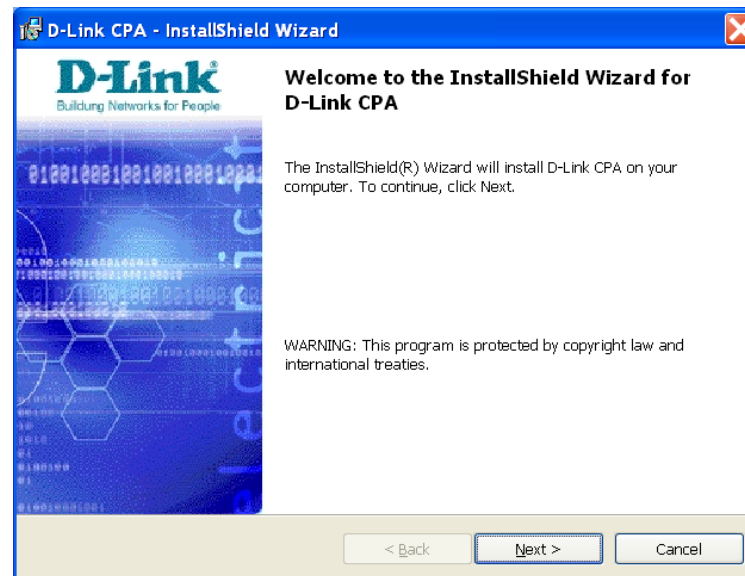 D-Link CPA - InstallShield Wizard
D-Link
Buildung Networks for People
Welcome to the InstallShield Wizard for
D-Link CPA
The InstallShield(R) Wizard will install D-Link CPA on your
computer. To continue, click Next.
WARNING: This program is protected by copyright law and
international treaties.
electrict
< Back
Next >
Cancel